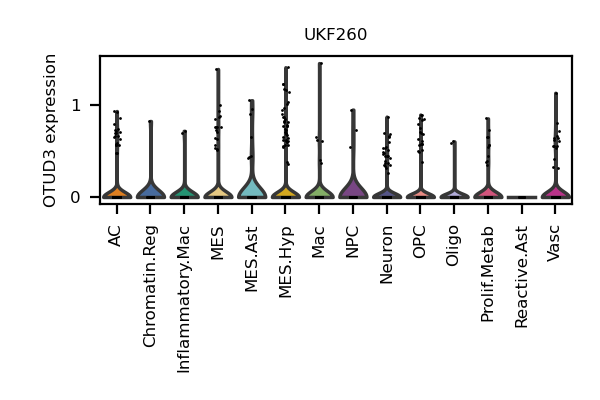 UKF260
OTUD3 expression
1
0
AC
Chromatin.Reg
Inflammatory.Mac
MES
MES.Ast
MES.Hyp
Mac
NPC
Neuron
OPC
Oligo
Prolif.Metab
Reactive.Ast
Vasc